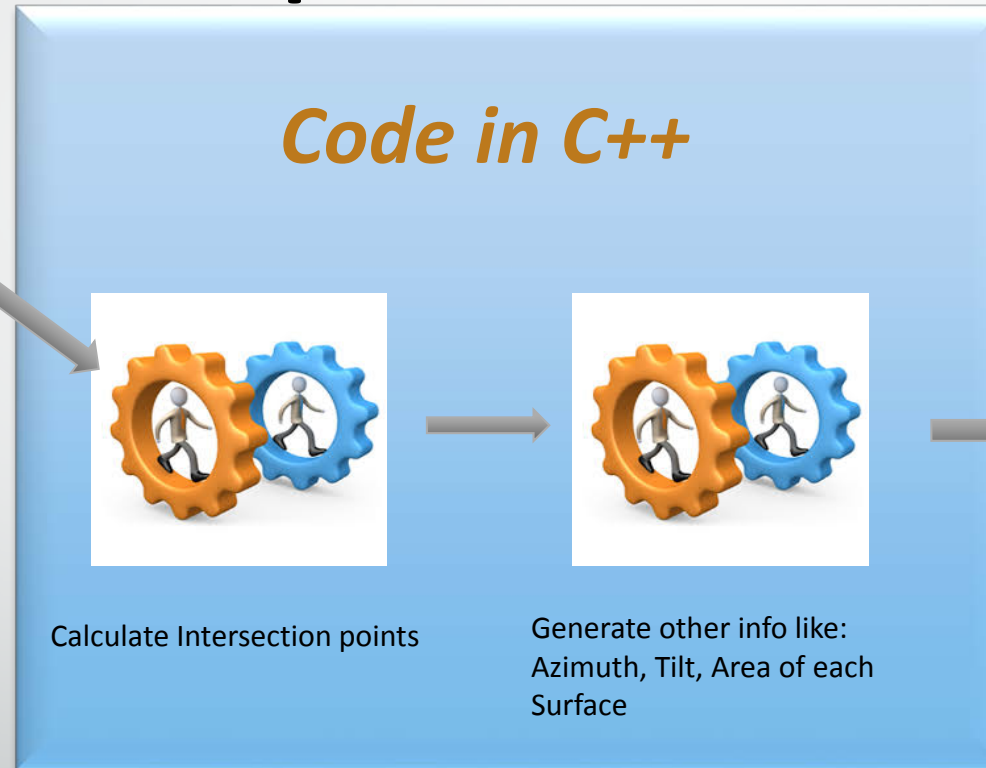 Code in C++
Calculate Intersection points
Generate other info like:
Azimuth, Tilt, Area of each
Surface